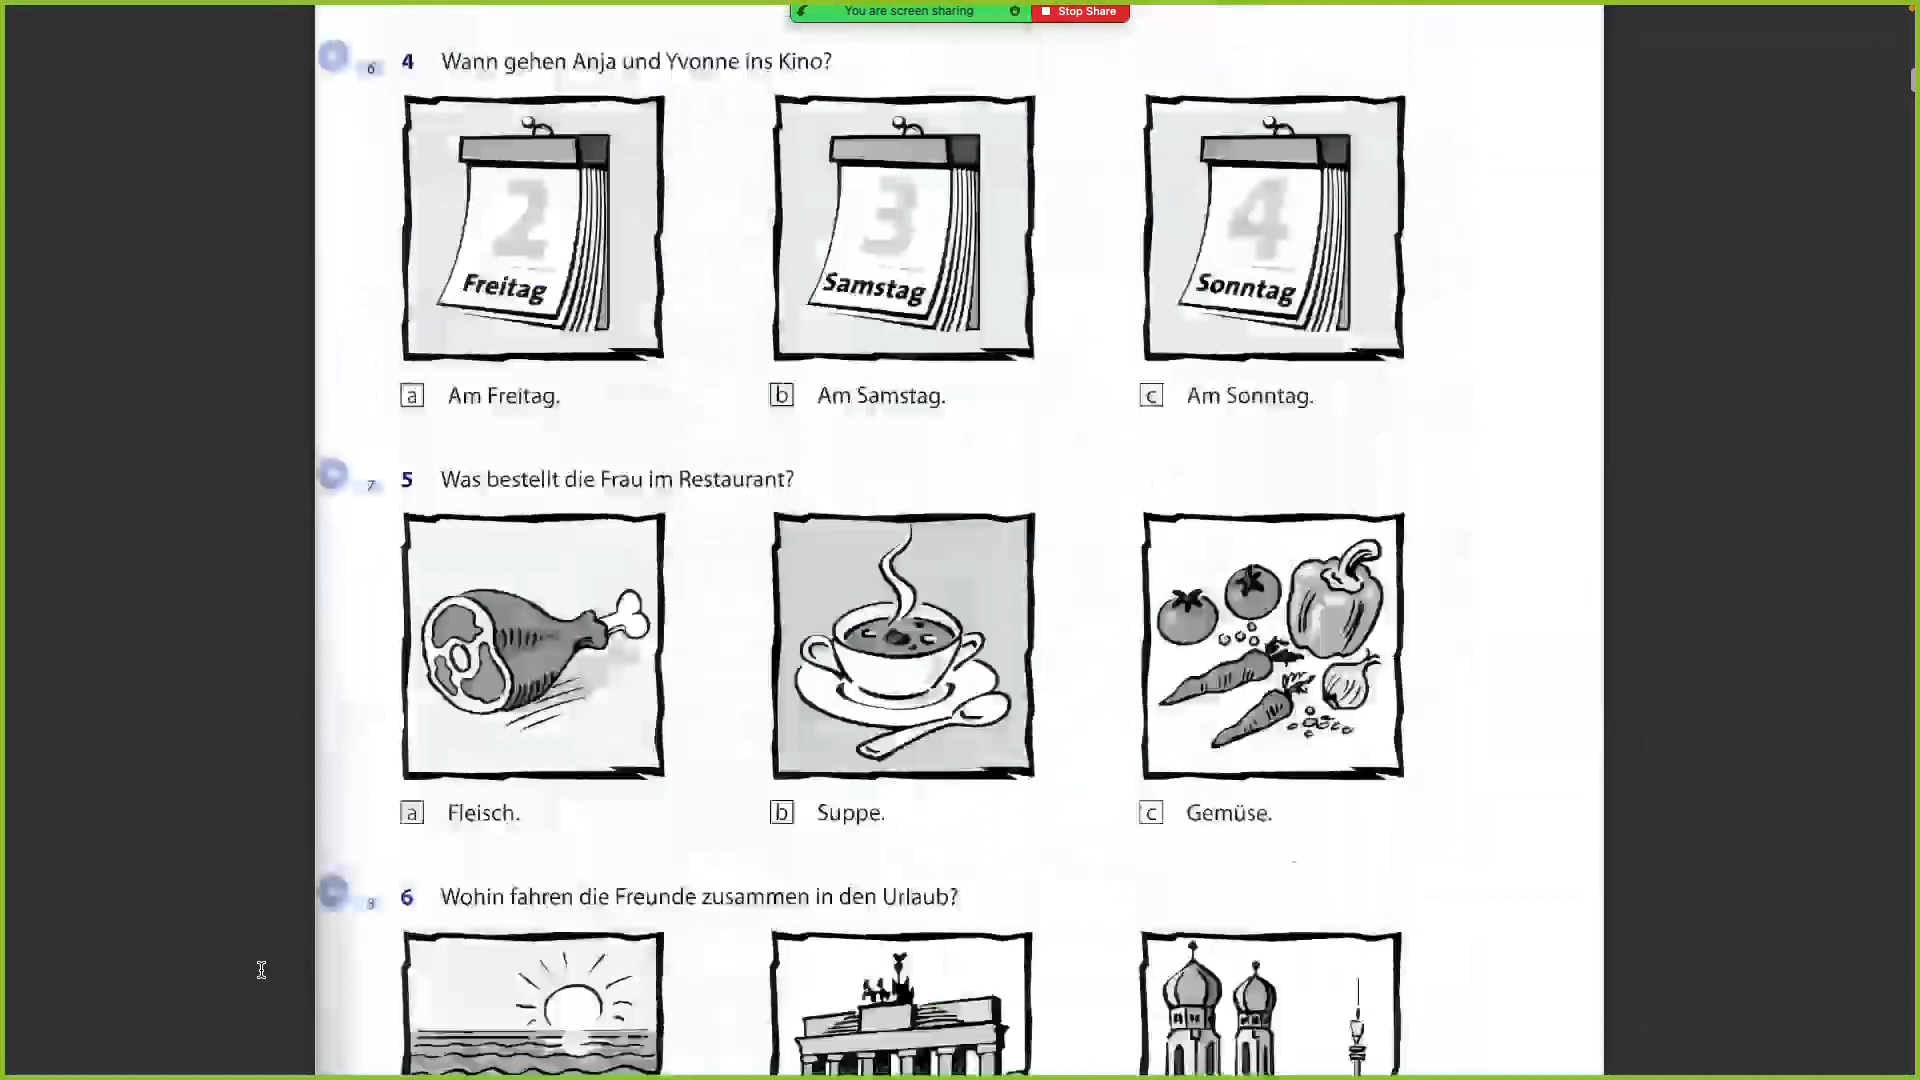 You are screen sharing Stop Share
6 4 Wann gehen Anja und Yvonne ins Kino?
2 3 4
Freitag Samstag Sonntag
a Am Freitag. b Am Samstag. c Am Sonntag.
7 5 Was bestellt die Frau im Restaurant?
a Fleisch. b Suppe. c Gemüse.
8 6 Wohin fahren die Freunde zusammen in den Urlaub?